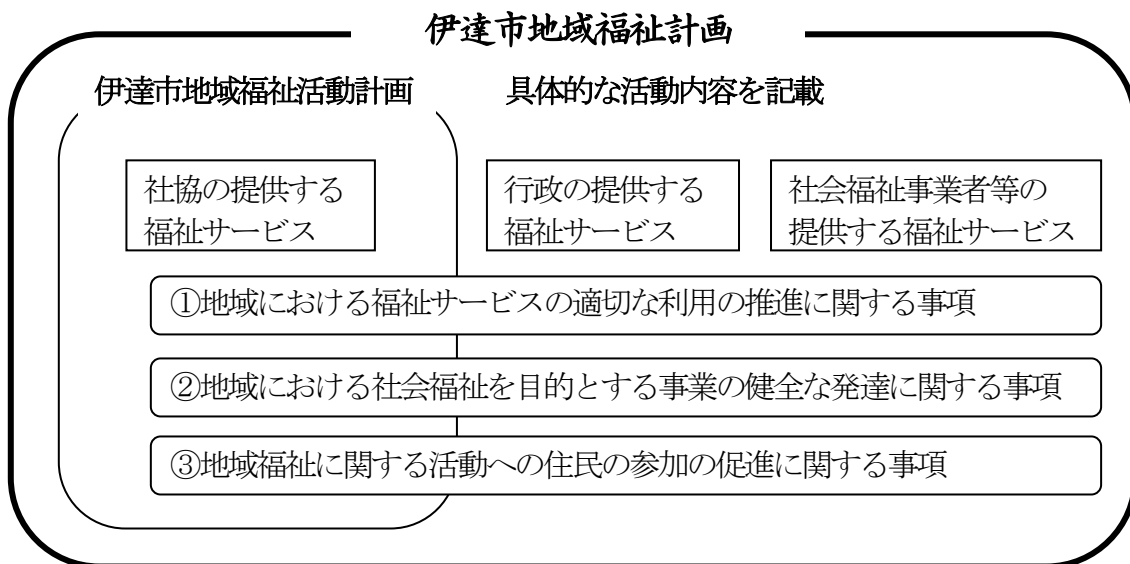 伊達市地域福祉計画
伊達市地域福祉活動計画
具体的な活動内容を記載
社協の提供する
福祉サービス
行政の提供する
福祉サービス
社会福祉事業者等の
提供する福祉サービス
①地域における福祉サービスの適切な利用の推進に関する事項
②地域における社会福祉を目的とする事業の健全な発達に関する事項
③地域福祉に関する活動への住民の参加の促進に関する事項